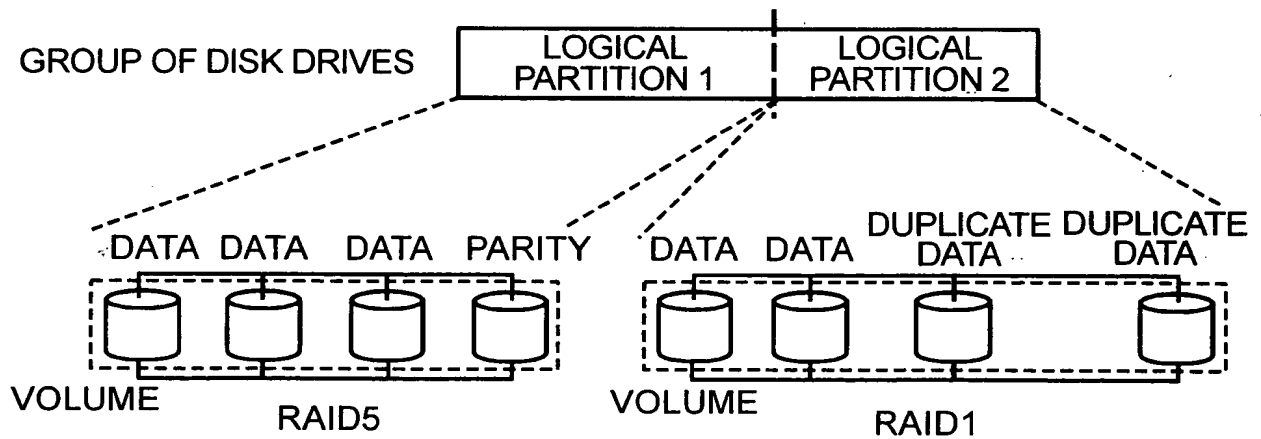 GROUP OF DISK DRIVES
LOGICAL
PARTITION 1
LOGICAL
PARTITION 2
DATA DATA DATA PARITY
DATA DATA
DUPLICATE
DATA
DUPLICATE
DATA
VOLUME
RAID5
VOLUME
RAID1